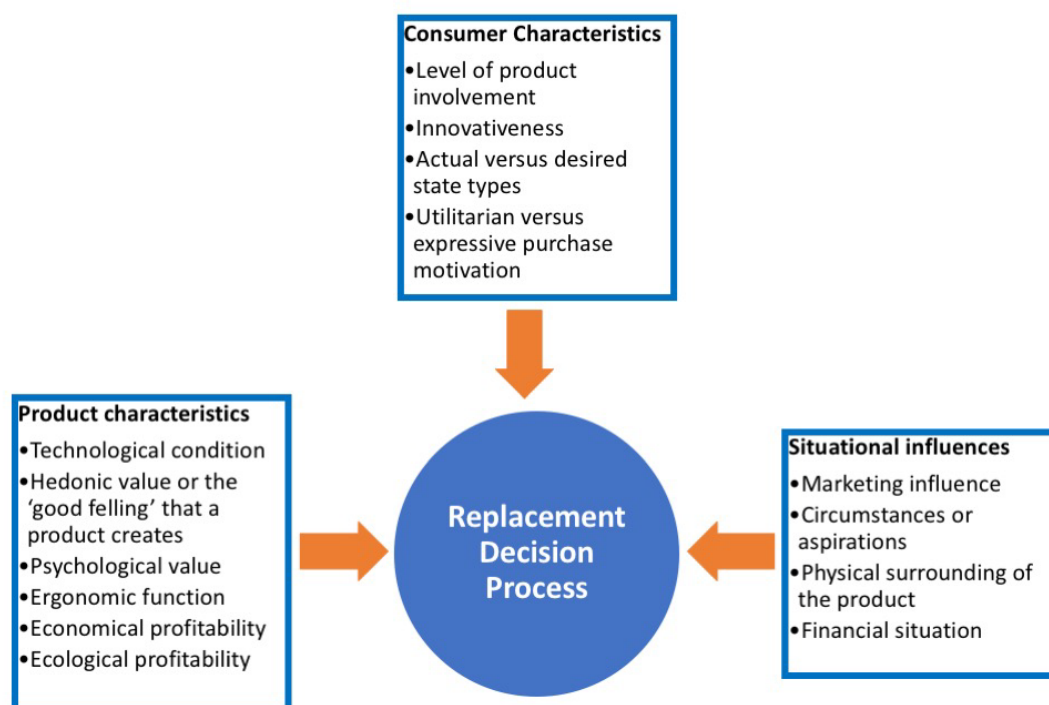 Consumer Characteristics
•Level of product
involvement
•Innovativeness
•Actual versus desired
state types
•Utilitarian versus
expressive purchase
motivation
Product characteristics
•Technological condition
•Hedonic value or the
‘good felling’ that a
product creates
•Psychological value
•Ergonomic function
•Economical profitability
•Ecological profitability
Replacement
Decision
Process
Situational influences
•Marketing influence
•Circumstances or
aspirations
•Physical surrounding of
the product
•Financial situation